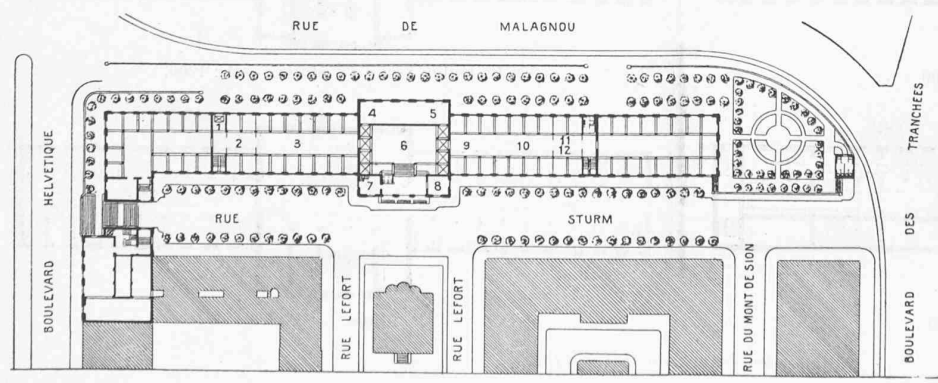 RUE DE MALAGNOU
4 5
1 2 3 6 9 10 11
12
7 8
RUE STURM
BOULEVARD HELVETIQUE
RUE LEFORT
RUE LEFORT
RUE DU MONT DE SION
BOULEVARD DES TRANCHÉES